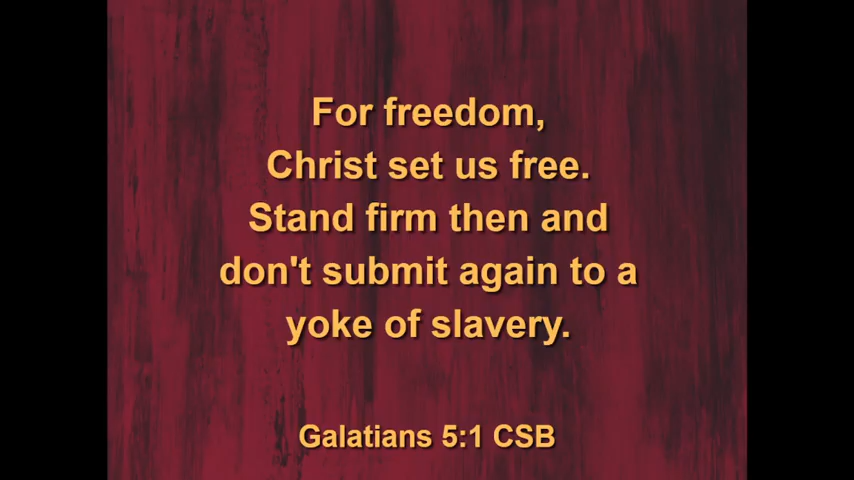 For freedom,
Christ set us free.
Stand firm then and
don't submit again to a
yoke of slavery.
Galatians 5:1 CSB